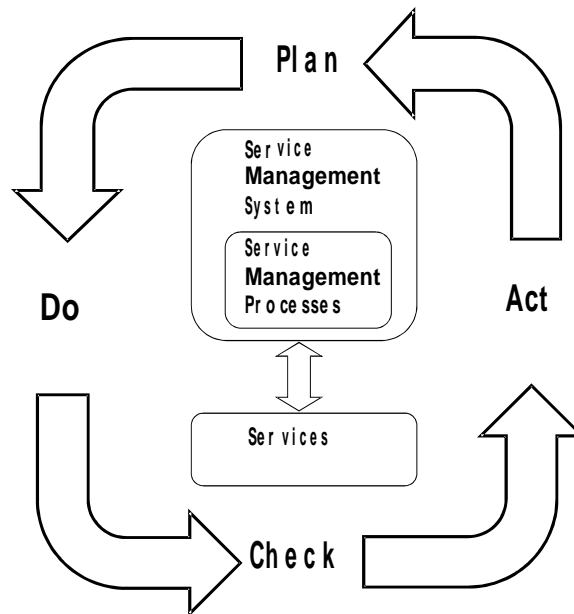 Plan
Service
Management
System
Service
Management
Processes
Do
Act
Services
Check